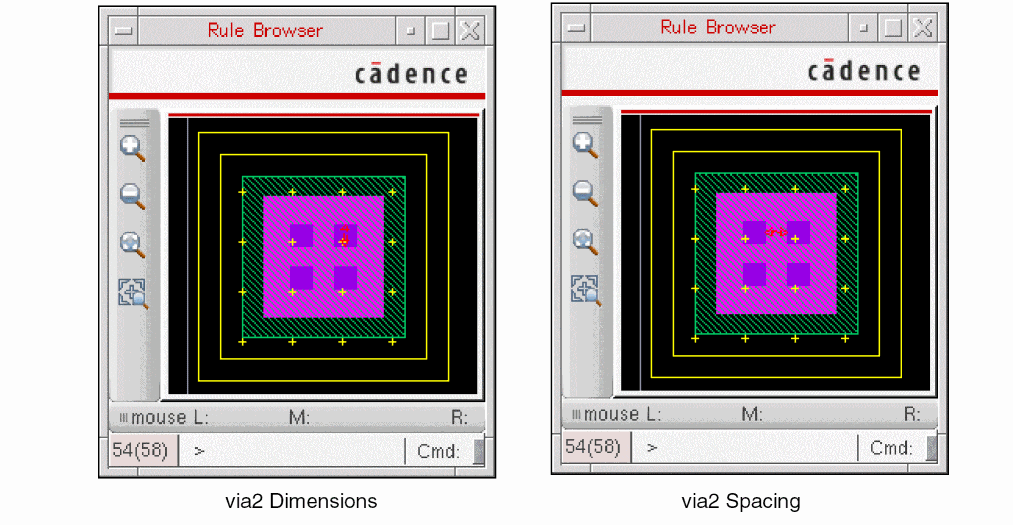 Rule Browser
cādence
mouse L: M: R:
54(58) > Cmd:
via2 Dimensions
Rule Browser
cādence
mouse L: M: R:
54(58) > Cmd:
via2 Spacing